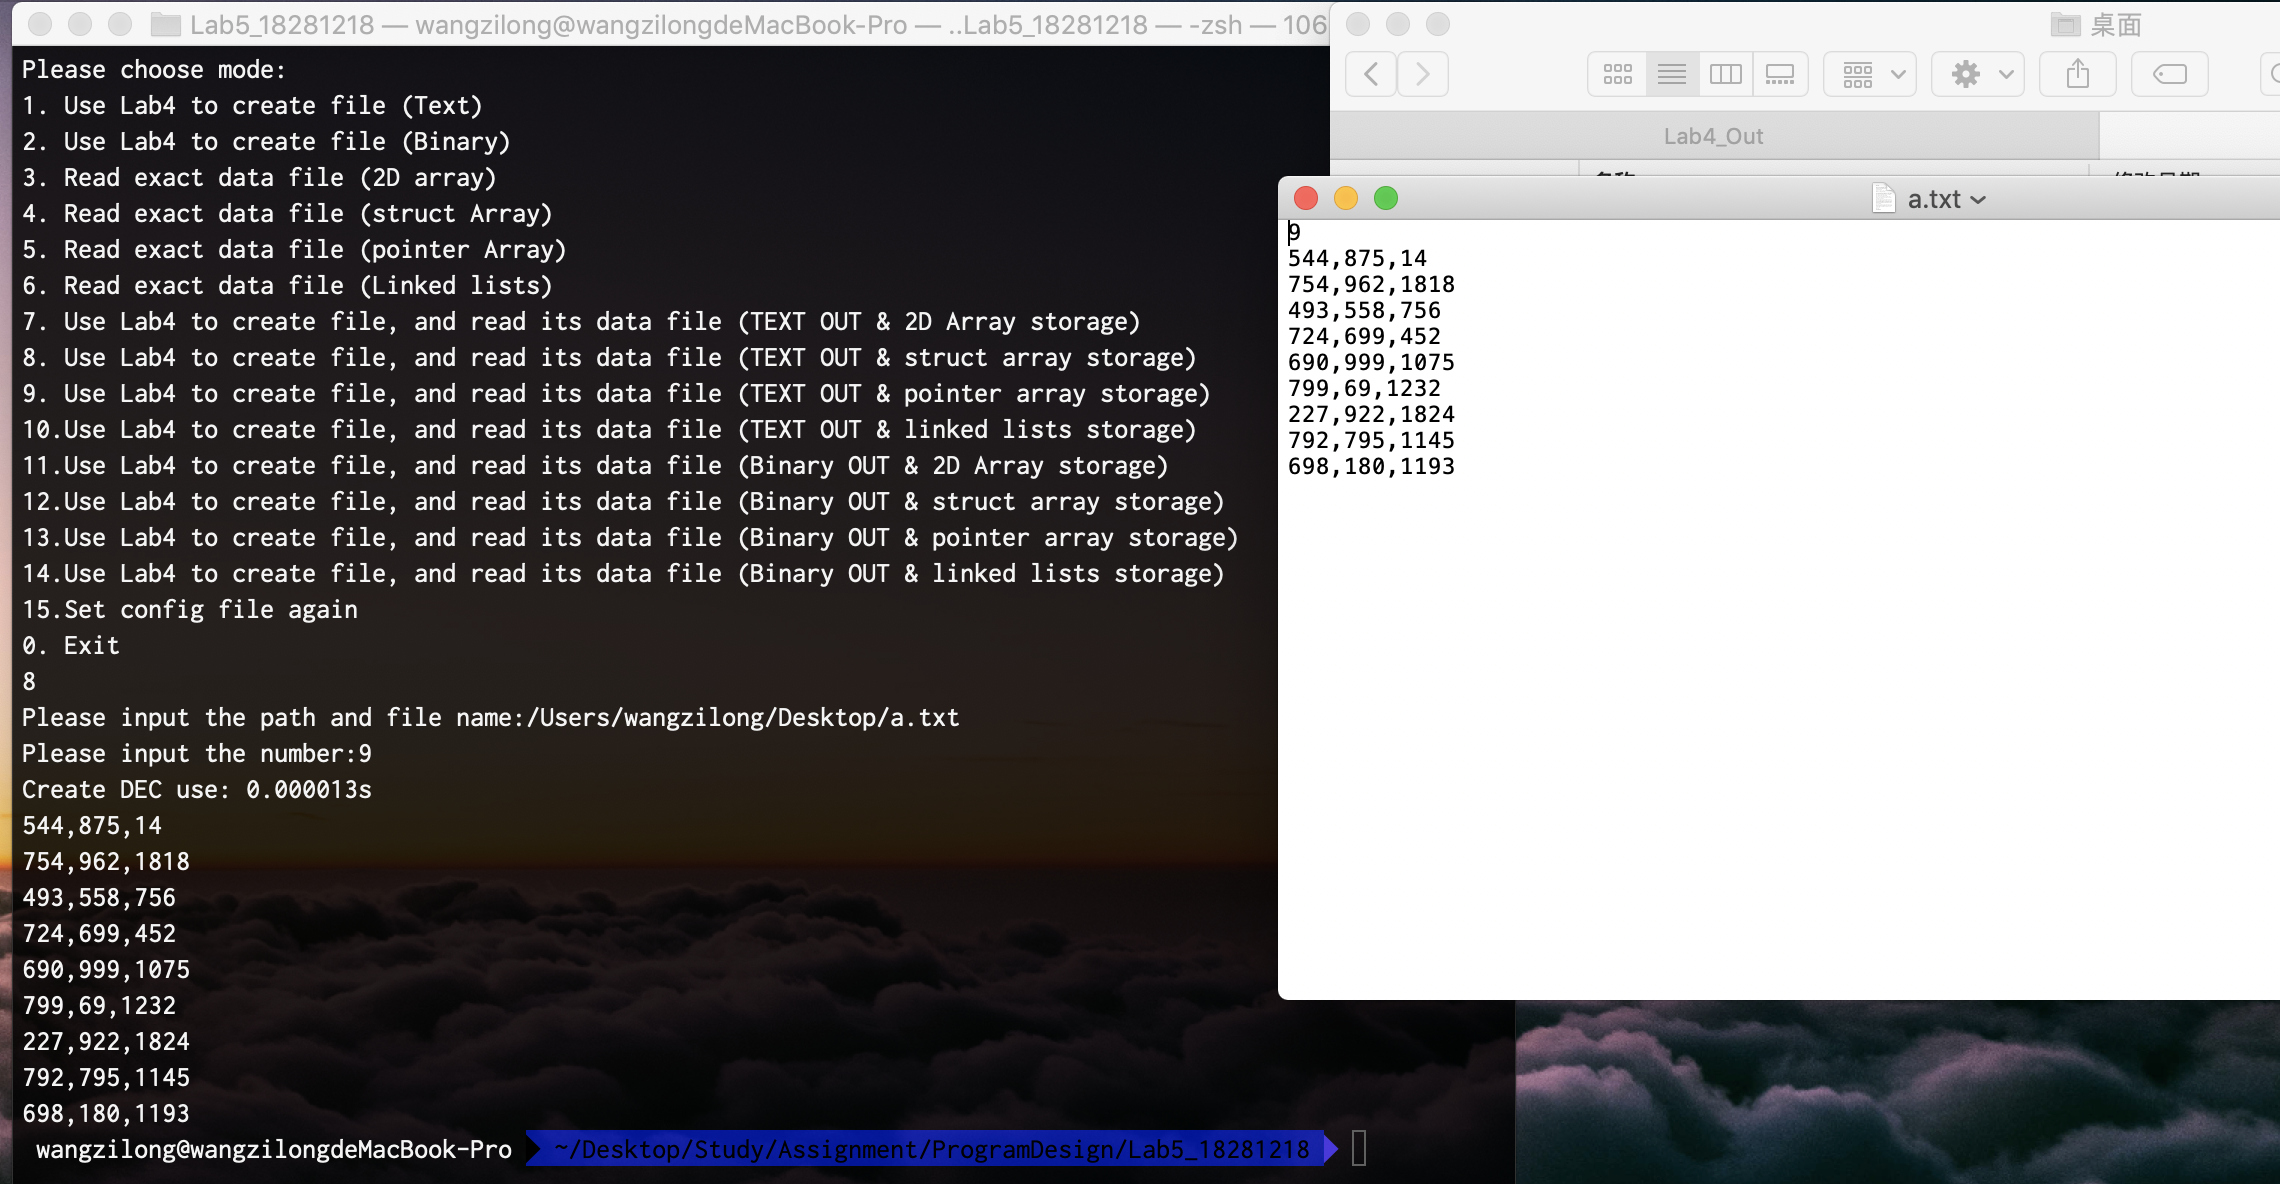 Lab5_18281218 — wangzilong@wangzilongdeMacBook-Pro — ..Lab5_18281218 — -zsh — 106
Please choose mode:
1. Use Lab4 to create file (Text)
2. Use Lab4 to create file (Binary)
3. Read exact data file (2D array)
4. Read exact data file (struct Array)
5. Read exact data file (pointer Array)
6. Read exact data file (Linked lists)
7. Use Lab4 to create file, and read its data file (TEXT OUT & 2D Array storage)
8. Use Lab4 to create file, and read its data file (TEXT OUT & struct array storage)
9. Use Lab4 to create file, and read its data file (TEXT OUT & pointer array storage)
10.Use Lab4 to create file, and read its data file (TEXT OUT & linked lists storage)
11.Use Lab4 to create file, and read its data file (Binary OUT & 2D Array storage)
12.Use Lab4 to create file, and read its data file (Binary OUT & struct array storage)
13.Use Lab4 to create file, and read its data file (Binary OUT & pointer array storage)
14.Use Lab4 to create file, and read its data file (Binary OUT & linked lists storage)
15.Set config file again
0. Exit
8
Please input the path and file name:/Users/wangzilong/Desktop/a.txt
Please input the number:9
Create DEC use: 0.000013s
544,875,14
754,962,1818
493,558,756
724,699,452
690,999,1075
799,69,1232
227,922,1824
792,795,1145
698,180,1193
wangzilong@wangzilongdeMacBook-Pro ~/Desktop/Study/Assignment/ProgramDesign/Lab5_18281218
桌面
Lab4_Out
a.txt
9
544,875,14
754,962,1818
493,558,756
724,699,452
690,999,1075
799,69,1232
227,922,1824
792,795,1145
698,180,1193